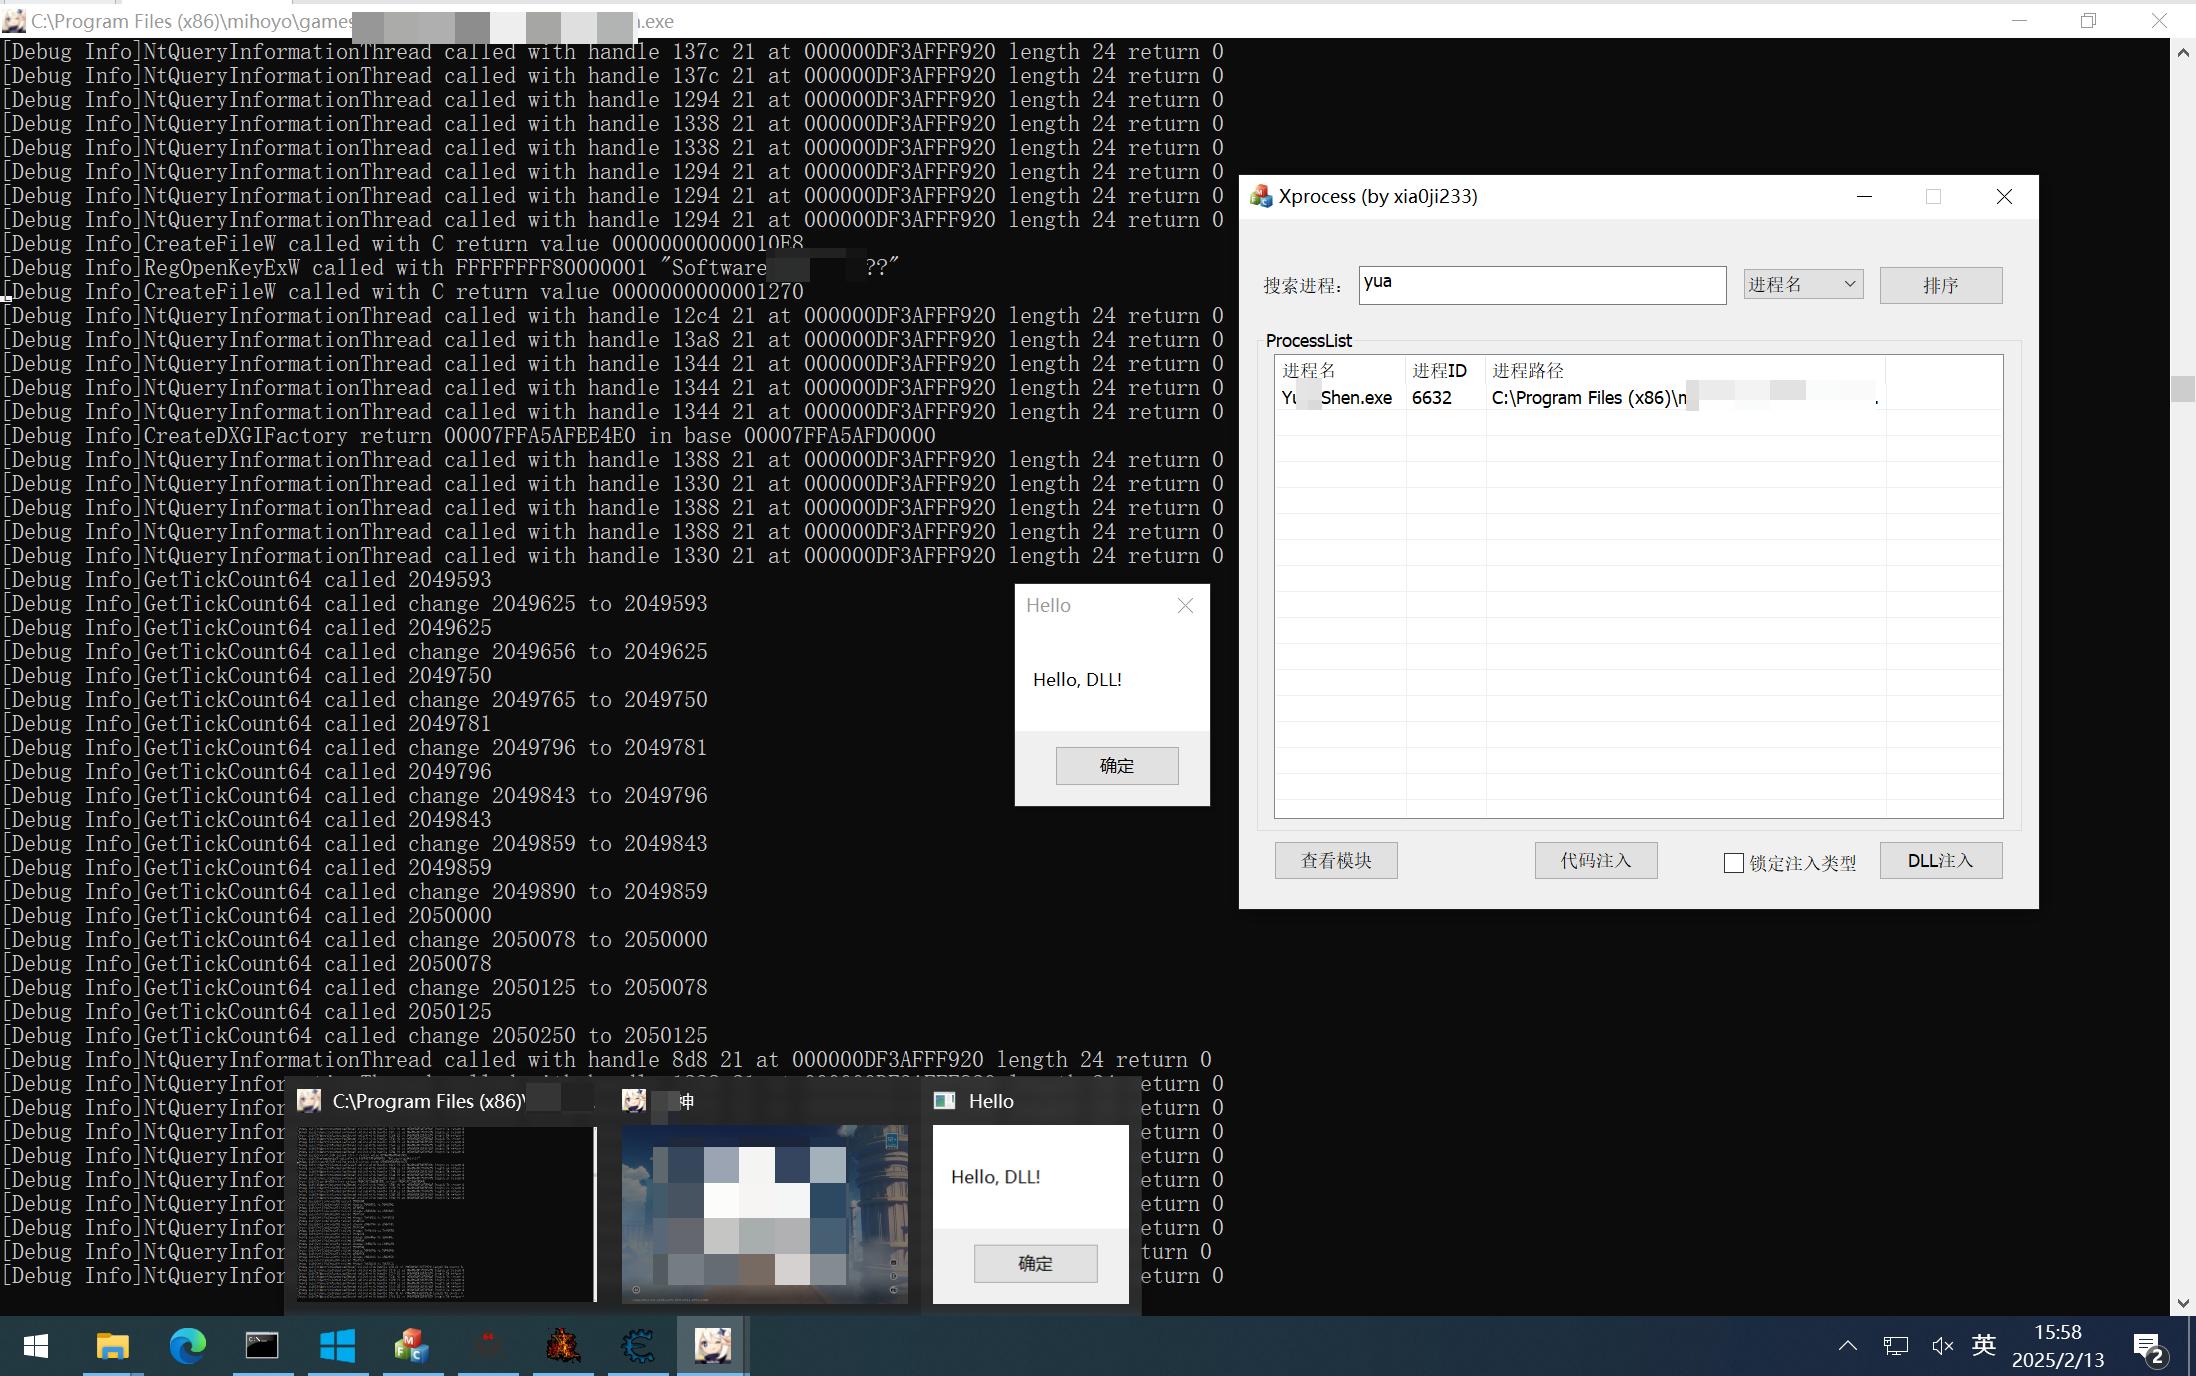 C:\Program Files (x86)\mihoyo\games .exe
[Debug Info]NtQueryInformationThread called with handle 137c 21 at 000000DF3AFFF920 length 24 return 0
[Debug Info]NtQueryInformationThread called with handle 137c 21 at 000000DF3AFFF920 length 24 return 0
[Debug Info]NtQueryInformationThread called with handle 1294 21 at 000000DF3AFFF920 length 24 return 0
[Debug Info]NtQueryInformationThread called with handle 1338 21 at 000000DF3AFFF920 length 24 return 0
[Debug Info]NtQueryInformationThread called with handle 1338 21 at 000000DF3AFFF920 length 24 return 0
[Debug Info]NtQueryInformationThread called with handle 1294 21 at 000000DF3AFFF920 length 24 return 0
[Debug Info]NtQueryInformationThread called with handle 1294 21 at 000000DF3AFFF920 length 24 return 0
[Debug Info]NtQueryInformationThread called with handle 1294 21 at 000000DF3AFFF920 length 24 return 0
[Debug Info]CreateFileW called with C return value 00000000000010E8
[Debug Info]RegOpenKeyExW called with FFFFFFFF80000001 "Software ??"
[Debug Info]CreateFileW called with C return value 0000000000001270
[Debug Info]NtQueryInformationThread called with handle 12c4 21 at 000000DF3AFFF920 length 24 return 0
[Debug Info]NtQueryInformationThread called with handle 13a8 21 at 000000DF3AFFF920 length 24 return 0
[Debug Info]NtQueryInformationThread called with handle 1344 21 at 000000DF3AFFF920 length 24 return 0
[Debug Info]NtQueryInformationThread called with handle 1344 21 at 000000DF3AFFF920 length 24 return 0
[Debug Info]NtQueryInformationThread called with handle 1344 21 at 000000DF3AFFF920 length 24 return 0
[Debug Info]CreateDXGIFactory return 00007FFA5AFEE4E0 in base 00007FFA5AFD0000
[Debug Info]NtQueryInformationThread called with handle 1388 21 at 000000DF3AFFF920 length 24 return 0
[Debug Info]NtQueryInformationThread called with handle 1330 21 at 000000DF3AFFF920 length 24 return 0
[Debug Info]NtQueryInformationThread called with handle 1388 21 at 000000DF3AFFF920 length 24 return 0
[Debug Info]NtQueryInformationThread called with handle 1388 21 at 000000DF3AFFF920 length 24 return 0
[Debug Info]NtQueryInformationThread called with handle 1330 21 at 000000DF3AFFF920 length 24 return 0
[Debug Info]GetTickCount64 called 2049593
[Debug Info]GetTickCount64 called change 2049625 to 2049593
[Debug Info]GetTickCount64 called 2049625
[Debug Info]GetTickCount64 called change 2049656 to 2049625
[Debug Info]GetTickCount64 called 2049750
[Debug Info]GetTickCount64 called change 2049765 to 2049750
[Debug Info]GetTickCount64 called 2049781
[Debug Info]GetTickCount64 called change 2049796 to 2049781
[Debug Info]GetTickCount64 called 2049796
[Debug Info]GetTickCount64 called change 2049843 to 2049796
[Debug Info]GetTickCount64 called 2049843
[Debug Info]GetTickCount64 called change 2049859 to 2049843
[Debug Info]GetTickCount64 called 2049859
[Debug Info]GetTickCount64 called change 2049890 to 2049859
[Debug Info]GetTickCount64 called 2050000
[Debug Info]GetTickCount64 called change 2050078 to 2050000
[Debug Info]GetTickCount64 called 2050078
[Debug Info]GetTickCount64 called change 2050125 to 2050078
[Debug Info]GetTickCount64 called 2050125
[Debug Info]GetTickCount64 called change 2050250 to 2050125
[Debug Info]NtQueryInformationThread called with handle 8d8 21 at 000000DF3AFFF920 length 24 return 0
[Debug Info]NtQueryInfor eturn 0
[Debug Info]NtQueryInfor eturn 0
[Debug Info]NtQueryInfor eturn 0
[Debug Info]NtQueryInfor eturn 0
[Debug Info]NtQueryInfor eturn 0
[Debug Info]NtQueryInfor eturn 0
[Debug Info]NtQueryInfor eturn 0
[Debug Info]NtQueryInfor turn 0
[Debug Info]NtQueryInfor eturn 0
Hello
Hello, DLL!
确定
Xprocess (by xia0ji233)
搜索进程:
yua
进程名
排序
ProcessList
进程名 进程ID 进程路径
Yu Shen.exe 6632 C:\Program Files (x86)\m .
查看模块
代码注入
锁定注入类型
DLL注入
C:\Program Files (x86)\ .
神
Hello
Hello, DLL!
确定
英
15:58
2025/2/13
2